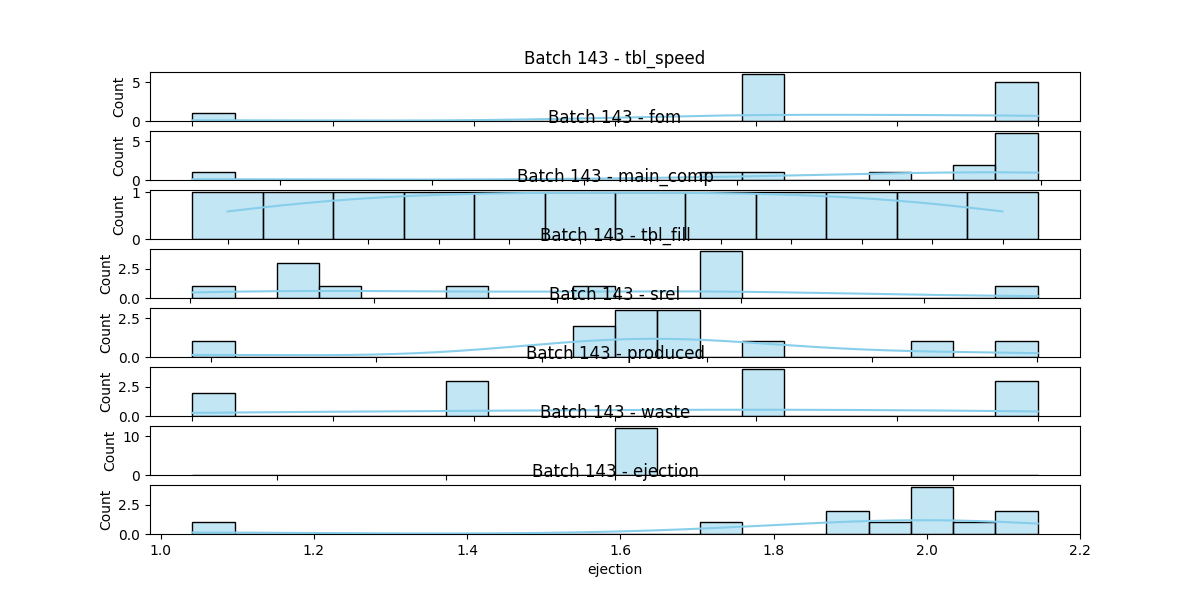 Batch 143 - tbl_speed
Count
5
0
Batch 143 - fom
Count
5
0
Batch 143 - main_comp
Count
1
0
Batch 143 - tbl_fill
Count
2.5
0.0
Batch 143 - srel
Count
2.5
0.0
Batch 143 - produced
Count
2.5
0.0
Batch 143 - waste
Count
10
0
Batch 143 - ejection
Count
2.5
0.0
1.0 1.2 1.4 1.6 1.8 2.0 2.2
ejection